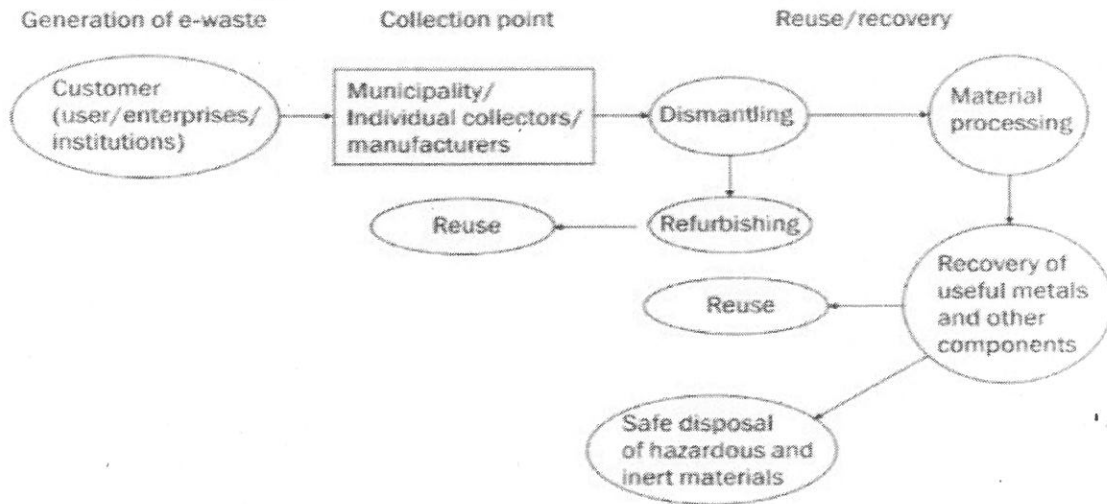 Generation of e-waste
Collection point
Reuse/recovery
Customer
(user/enterprises/
institutions)
Municipality/
Individual collectors/
manufacturers
Dismantling
Material
processing
Reuse
Refurbishing
Recovery of
useful metals
and other
components
Reuse
Safe disposal
of hazardous and
inert materials